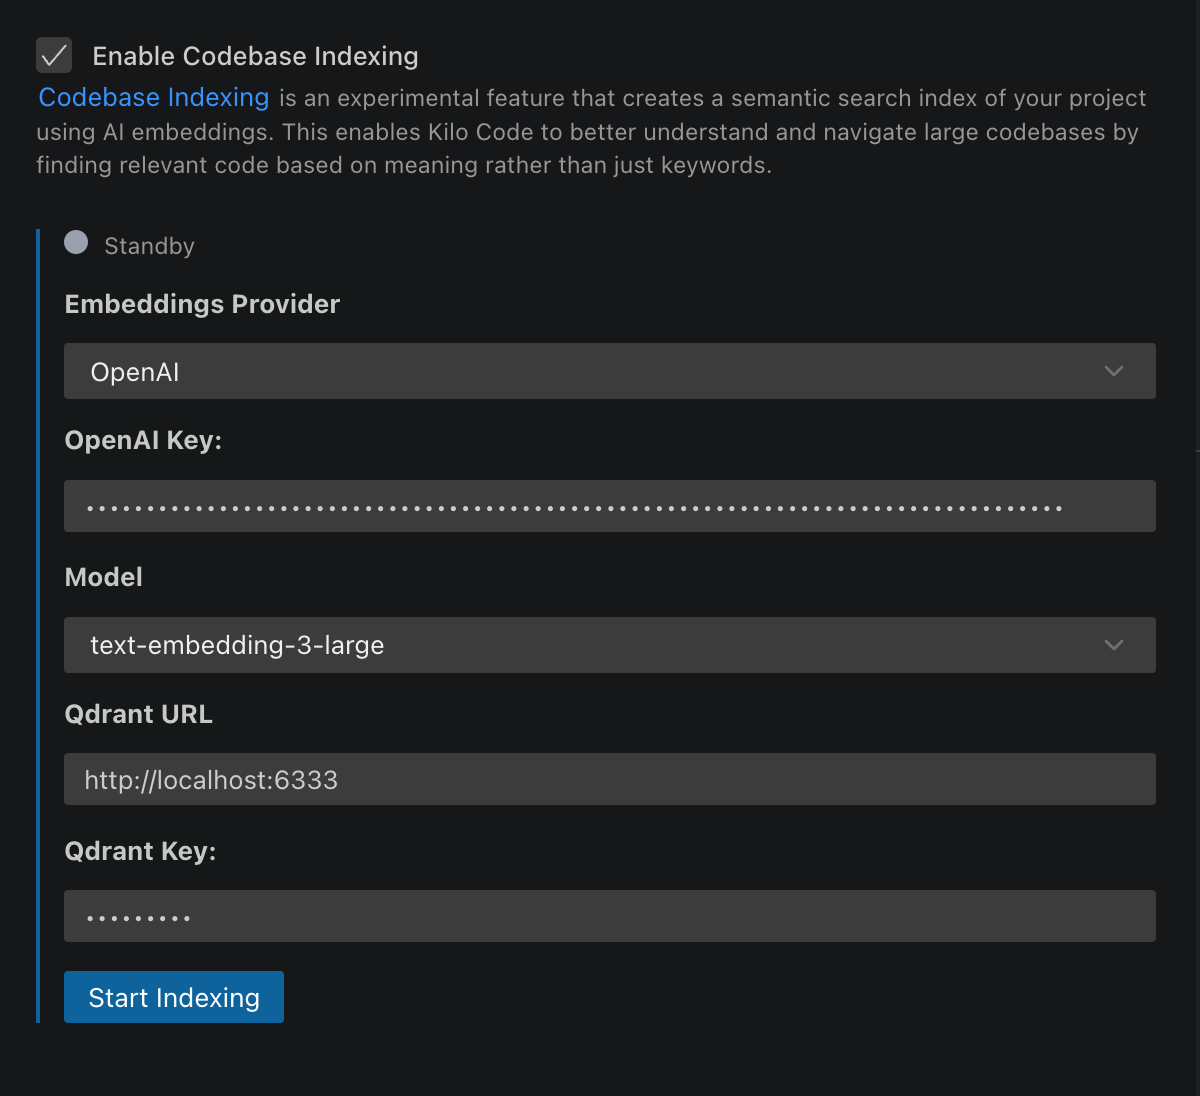 Enable Codebase Indexing
Codebase Indexing is an experimental feature that creates a semantic search index of your project
using AI embeddings. This enables Kilo Code to better understand and navigate large codebases by
finding relevant code based on meaning rather than just keywords.
Standby
Embeddings Provider
OpenAI
OpenAI Key:
Model
text-embedding-3-large
Qdrant URL
http://localhost:6333
Qdrant Key:
•••••••••
Start Indexing